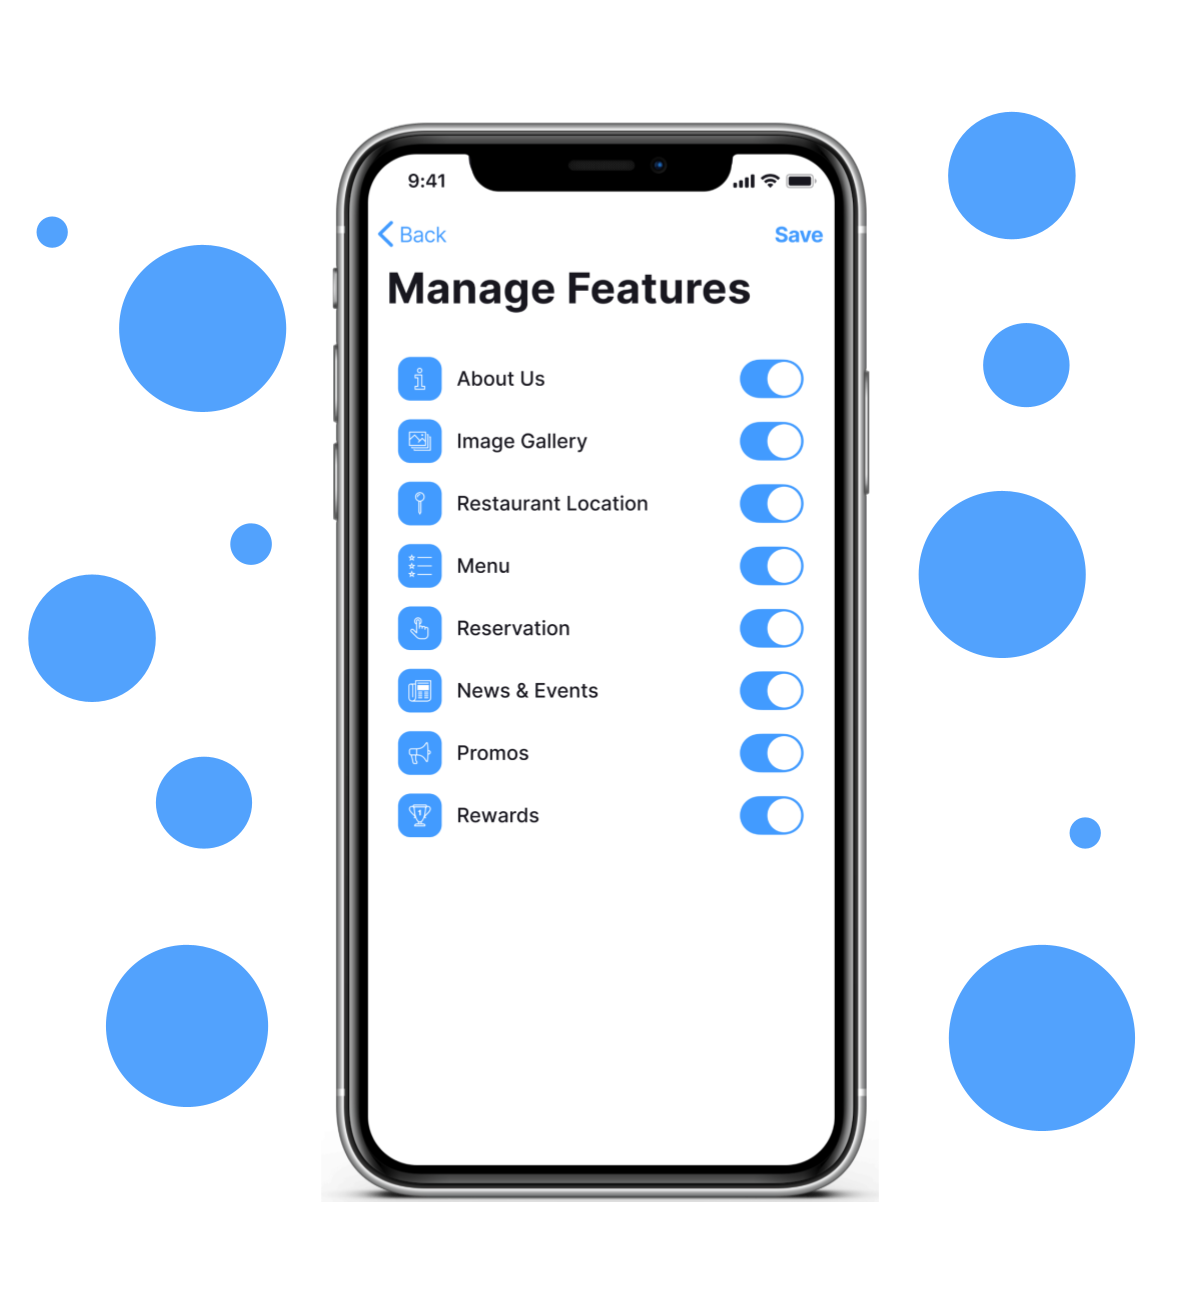 9:41
Back
Save
Manage Features
About Us
Image Gallery
Restaurant Location
Menu
Reservation
News & Events
Promos
Rewards